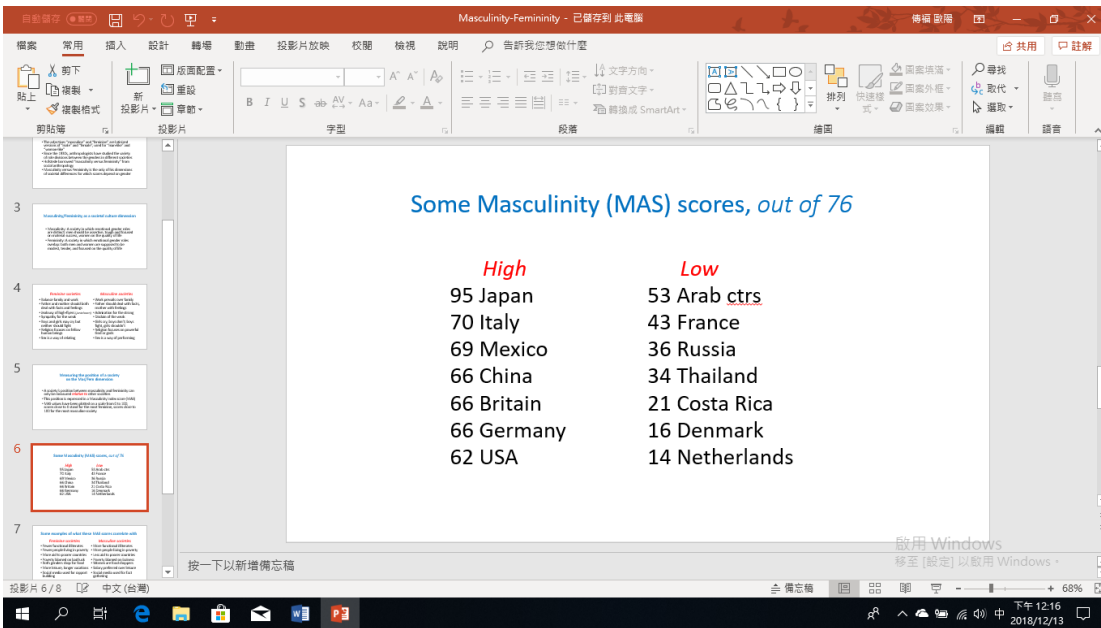 自動儲存
Masculinity-Femininity - 已儲存到 此電腦
傅福 歐陽
檔案 常用 插入 設計 轉場 動畫 投影片放映 校閱 檢視 說明 告訴我您想做什麼 共用 註解
貼上
剪下
複製
複製格式
剪貼簿
新
投影片
版面配置
重設
章節
投影片
B I U S ab AV Aa A
字型
文字方向
對齊文字
轉換成 SmartArt
段落
排列
快速樣
式
圖案填滿
圖案外框
圖案效果
繪圖
尋找
取代
選取
編輯
聽寫
語音
3
4
5
6
7
Some Masculinity (MAS) scores, out of 76
High Low
95 Japan 53 Arab ctrs
70 Italy 43 France
69 Mexico 36 Russia
66 China 34 Thailand
66 Britain 21 Costa Rica
66 Germany 16 Denmark
62 USA 14 Netherlands
啟用 Windows
移至 [設定] 以啟用 Windows。
按一下以新增備忘稿
投影片 6 / 8 中文 (台灣) 備忘稿 68%
中 下午 12:16
2018/12/13